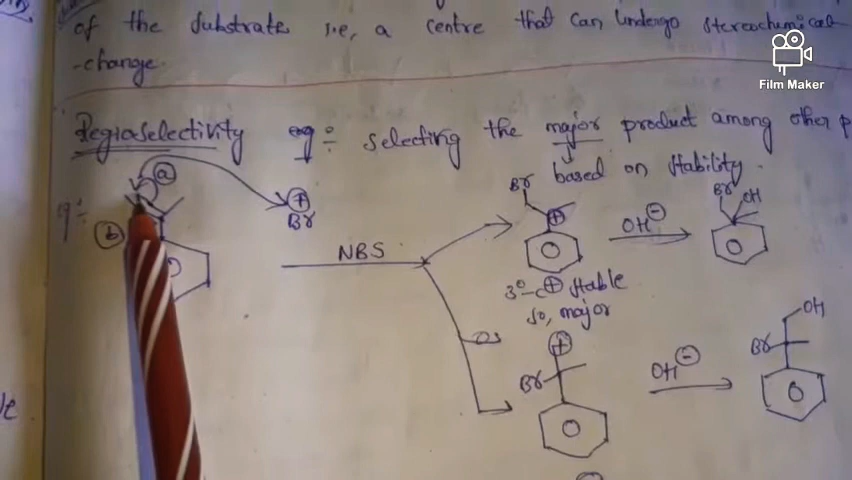 of the substrate i.e, a centre that can undergo stereochemical
-change.
Film Maker
Regioselectivity eg:- selecting the major product among other p
based on stability.
eg:-
a
b
+
Br
NBS
Br
+
OH⊖
Br OH
3°-c⊕ stable
so, major
+
Br
OH⊖
Br
OH